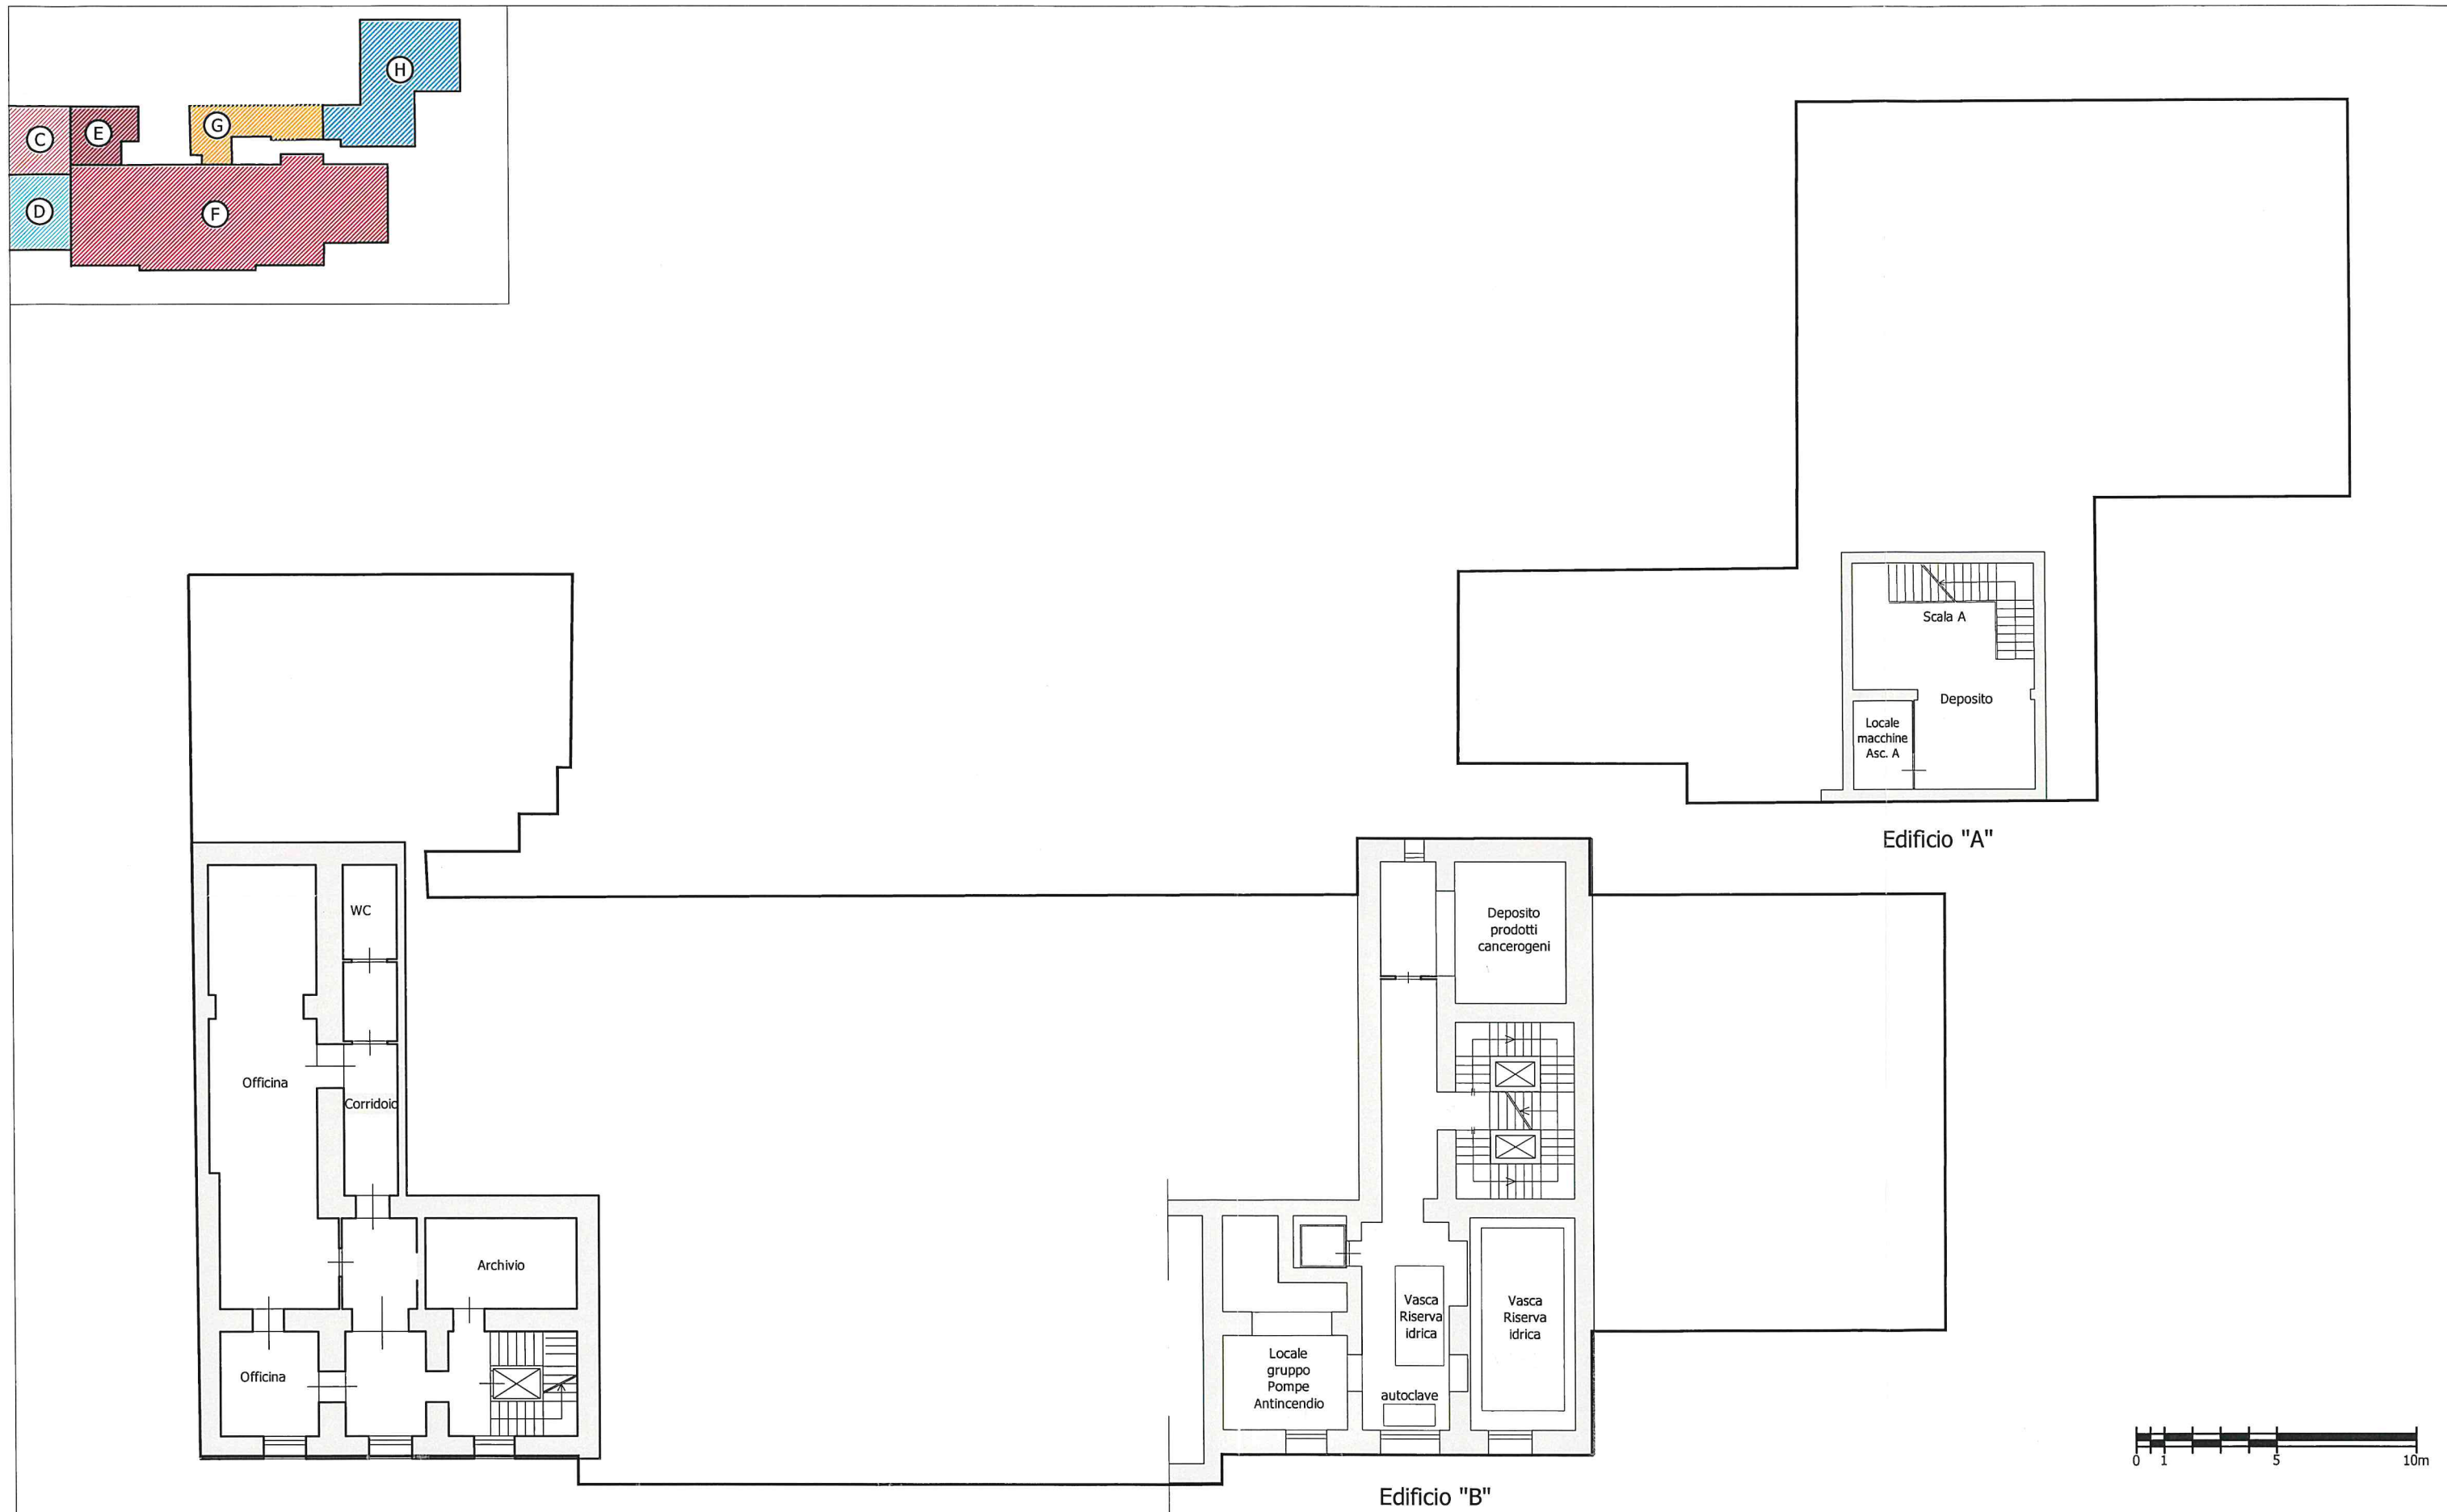 H
G
E
C
D
F
Scala A
Deposito
Locale
macchine
Asc. A
Edificio "A"
WC
Deposito
prodotti
cancerogeni
Officina
Corridoio
Archivio
Vasca
Riserva
idrica
Vasca
Riserva
idrica
Locale
gruppo
Pompe
Antincendio
Officina
autoclave
0 1 5 10m
Edificio "B"